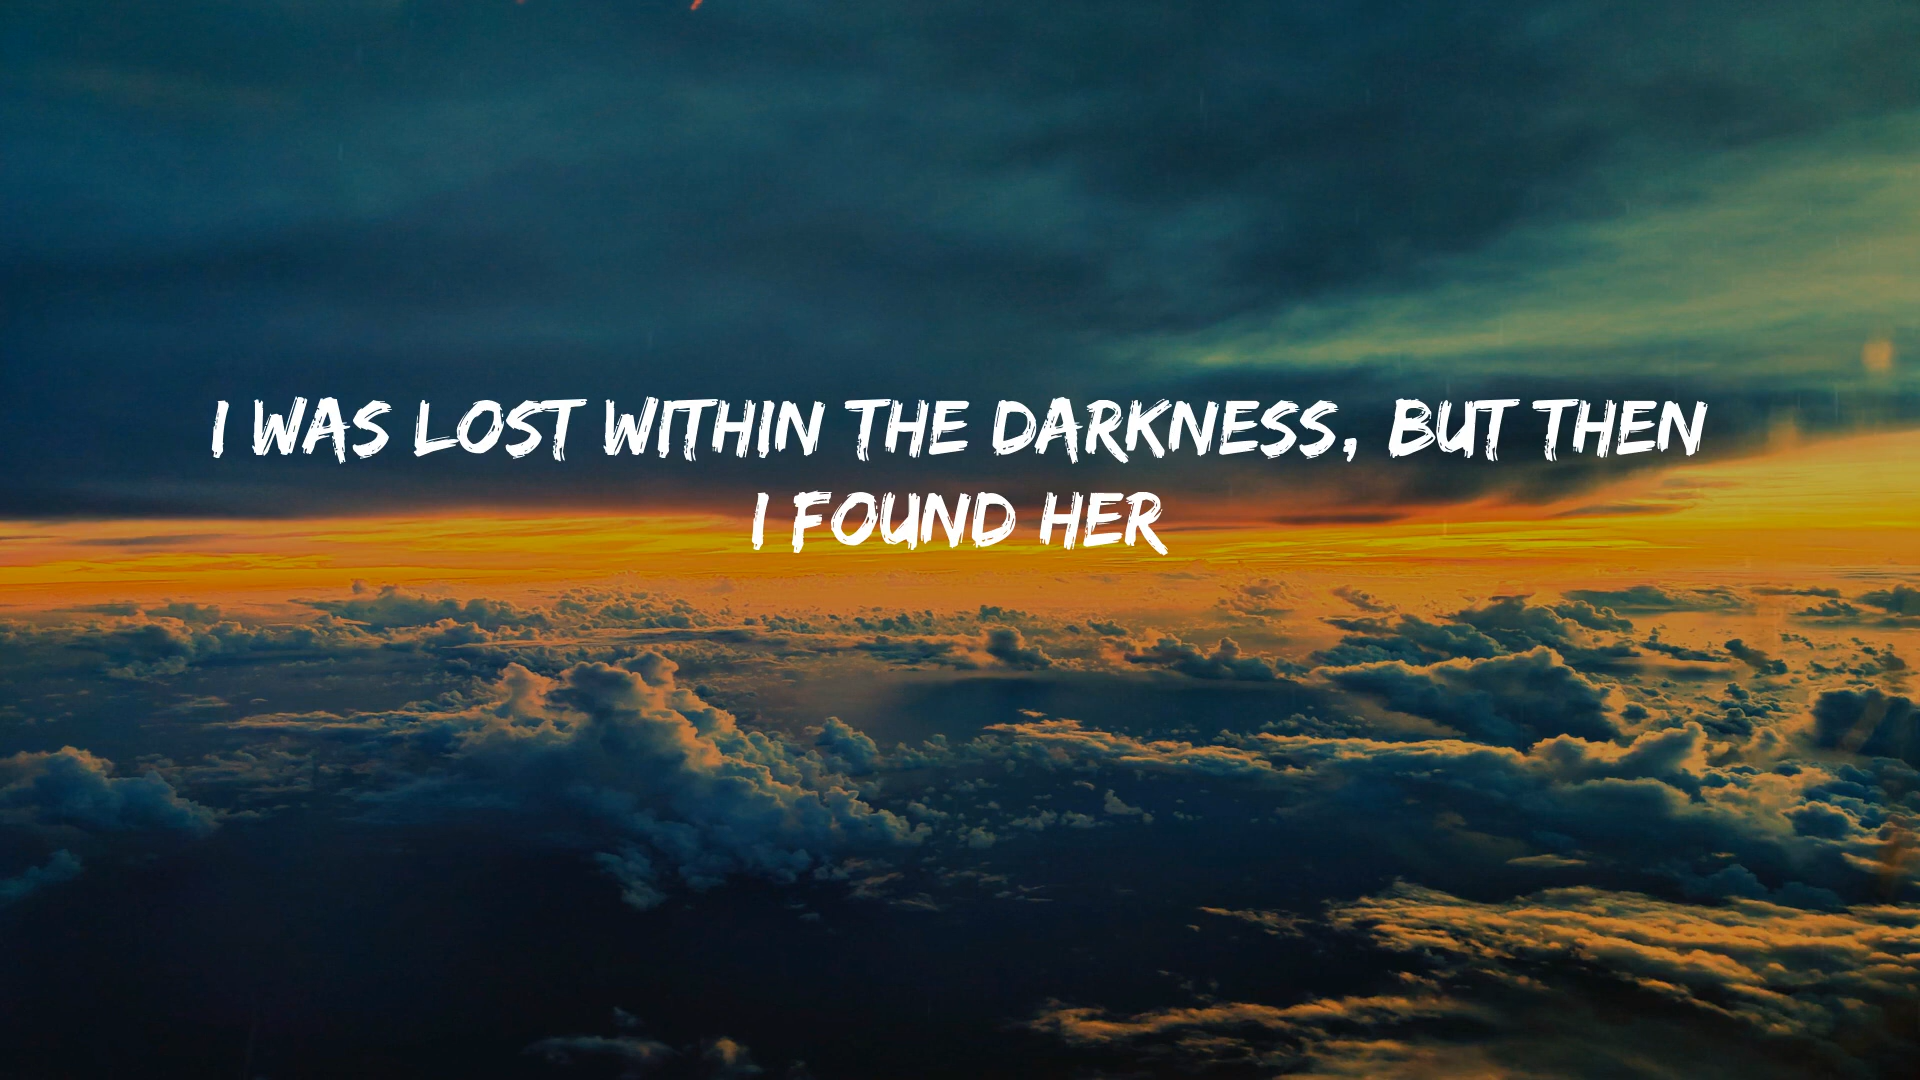 I WAS LOST WITHIN THE DARKNESS, BUT THEN
I FOUND HER